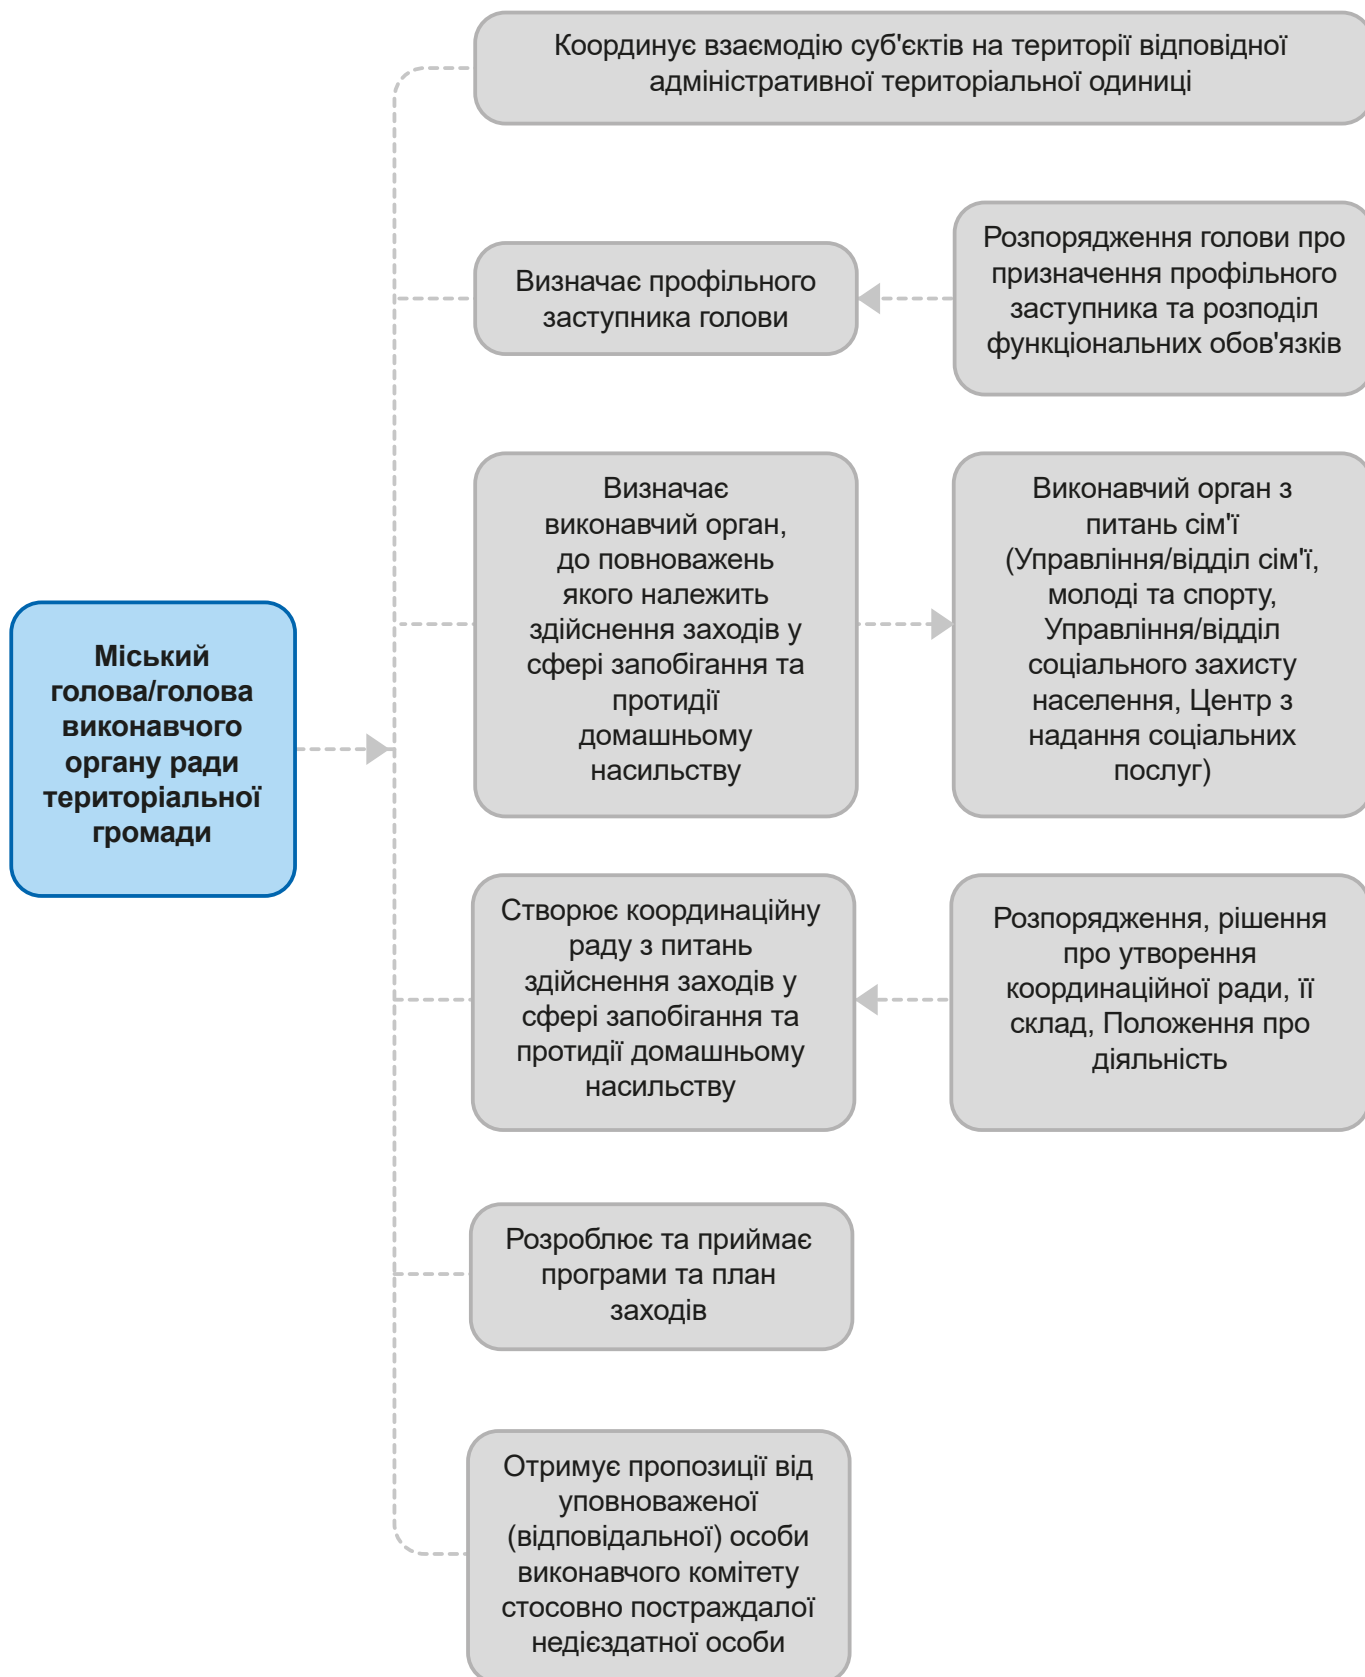 Координує взаємодію суб'єктів на території відповідної
адміністративної територіальної одиниці
Визначає профільного
заступника голови
Розпорядження голови про
призначення профільного
заступника та розподіл
функціональних обов'язків
Визначає
виконавчий орган,
до повноважень
якого належить
здійснення заходів у
сфері запобігання та
протидії
домашньому
насильству
Виконавчий орган з
питань сім'ї
(Управління/відділ сім'ї,
молоді та спорту,
Управління/відділ
соціального захисту
населення, Центр з
надання соціальних
послуг)
Міський
голова/голова
виконавчого
органу ради
територіальної
громади
Створює координаційну
раду з питань
здійснення заходів у
сфері запобігання та
протидії домашньому
насильству
Розпорядження, рішення
про утворення
координаційної ради, її
склад, Положення про
діяльність
Розроблює та приймає
програми та план
заходів
Отримує пропозиції від
уповноваженої
(відповідальної) особи
виконавчого комітету
стосовно постраждалої
недієздатної особи